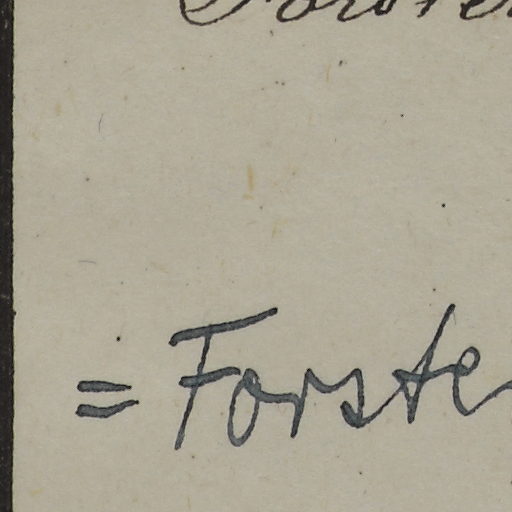 = Forste